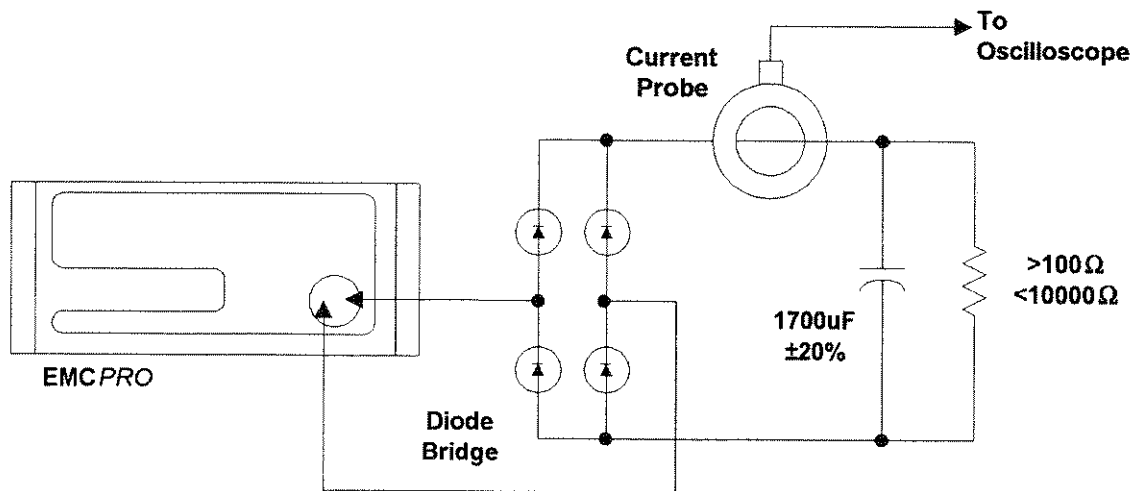 To
Oscilloscope
Current
Probe
>100Ω
<10000Ω
1700uF
±20%
EMCPRO
Diode
Bridge